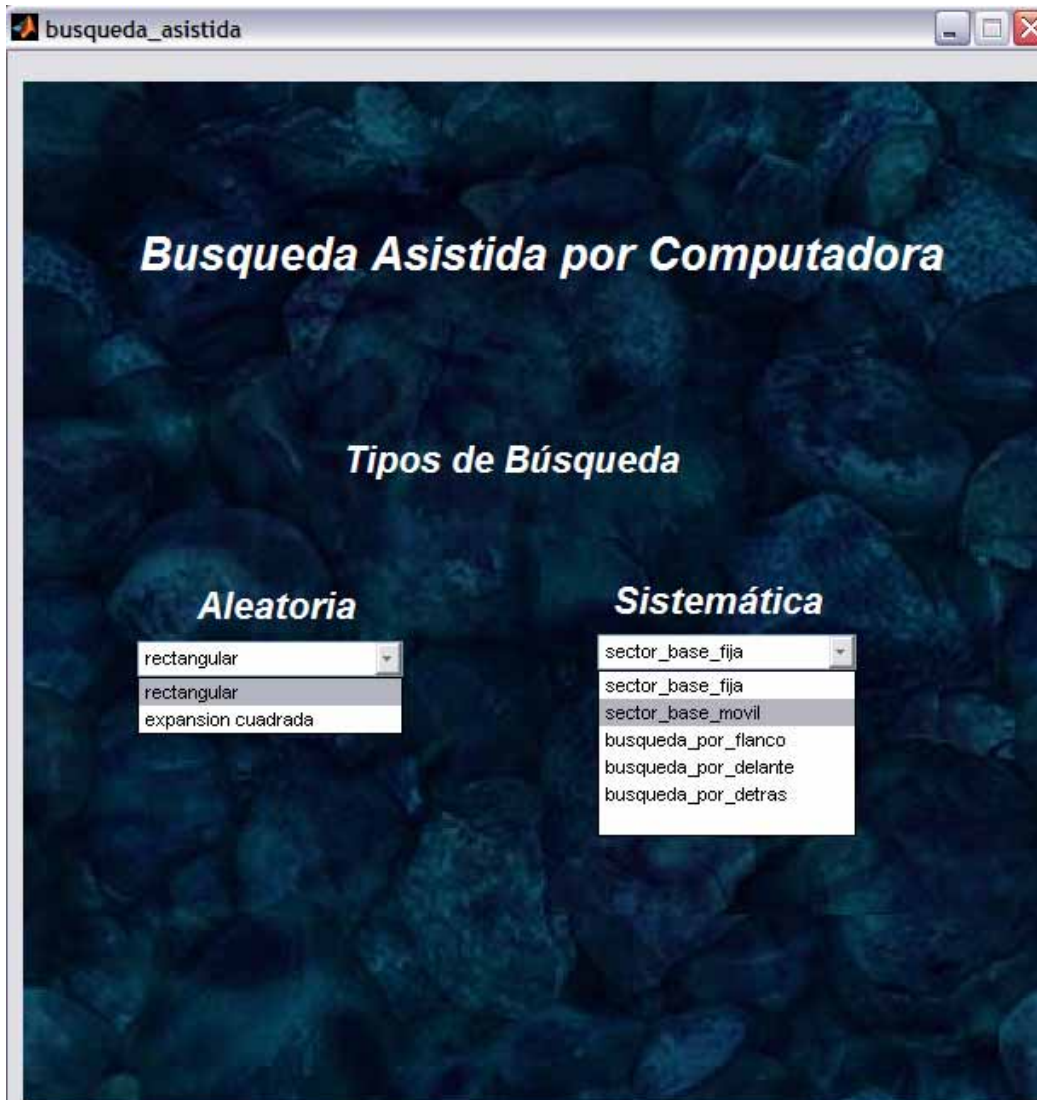 busqueda_asistida
Busqueda Asistida por Computadora
Tipos de Búsqueda
Aleatoria
rectangular
rectangular
expansion cuadrada
Sistemática
sector_base_fija
sector_base_fija
sector_base_movil
busqueda_por_flanco
busqueda_por_delante
busqueda_por_detras